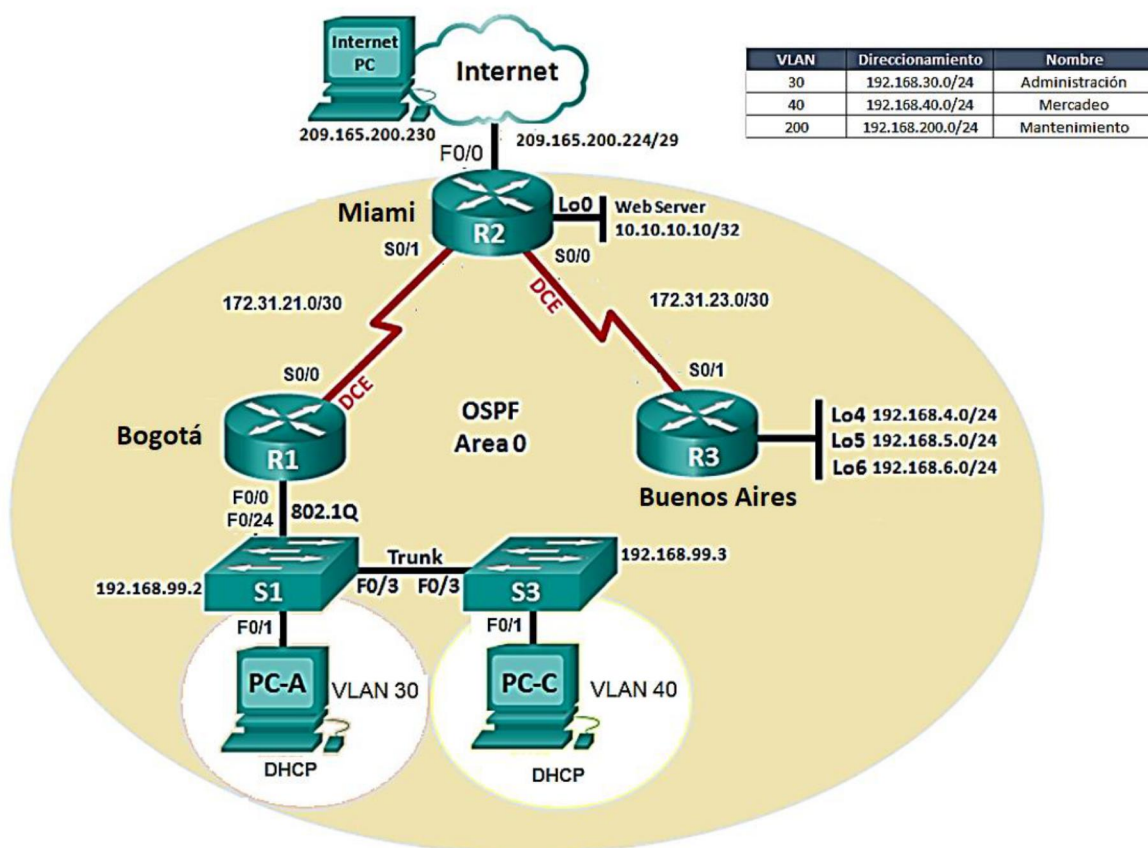 Internet
PC
Internet
209.165.200.230
209.165.200.224/29
F0/0
VLAN Direccionamiento Nombre
30 192.168.30.0/24 Administración
40 192.168.40.0/24 Mercadeo
200 192.168.200.0/24 Mantenimiento
Miami
R2
Lo0
Web Server
10.10.10.10/32
S0/1
S0/0
DCE
172.31.21.0/30
172.31.23.0/30
S0/0
DCE
S0/1
OSPF
Area 0
Bogotá
R1
R3
Buenos Aires
Lo4 192.168.4.0/24
Lo5 192.168.5.0/24
Lo6 192.168.6.0/24
F0/0
F0/24
802.1Q
Trunk
192.168.99.2
S1
F0/3
F0/3
S3
192.168.99.3
F0/1
F0/1
PC-A
VLAN 30
DHCP
PC-C
VLAN 40
DHCP